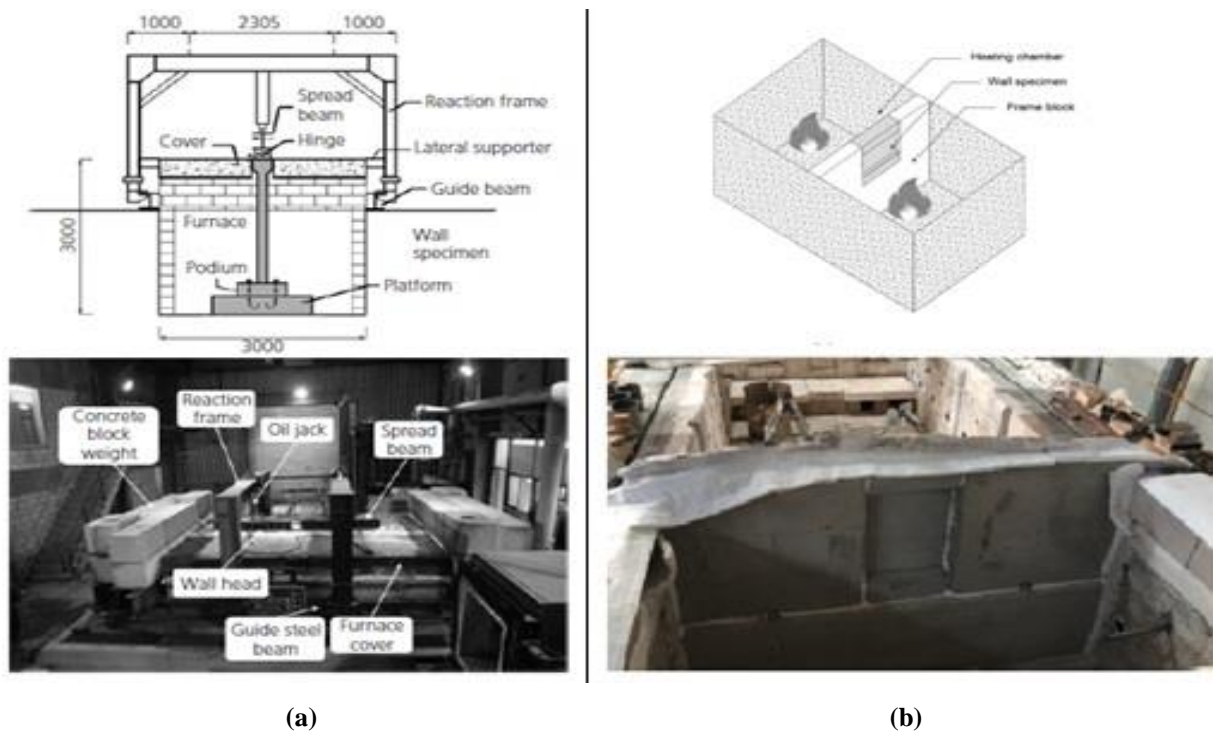 1000
2305
1000
Spread
beam
Reaction frame
Cover
Hinge
Lateral supporter
Guide beam
3000
Furnace
Wall
specimen
Podium
Platform
3000
Heating chamber
Wall specimen
Frame block
Reaction
frame
Concrete
block
weight
Oil jack
Spread
beam
Wall head
Guide steel
beam
Furnace
cover
(a)
(b)